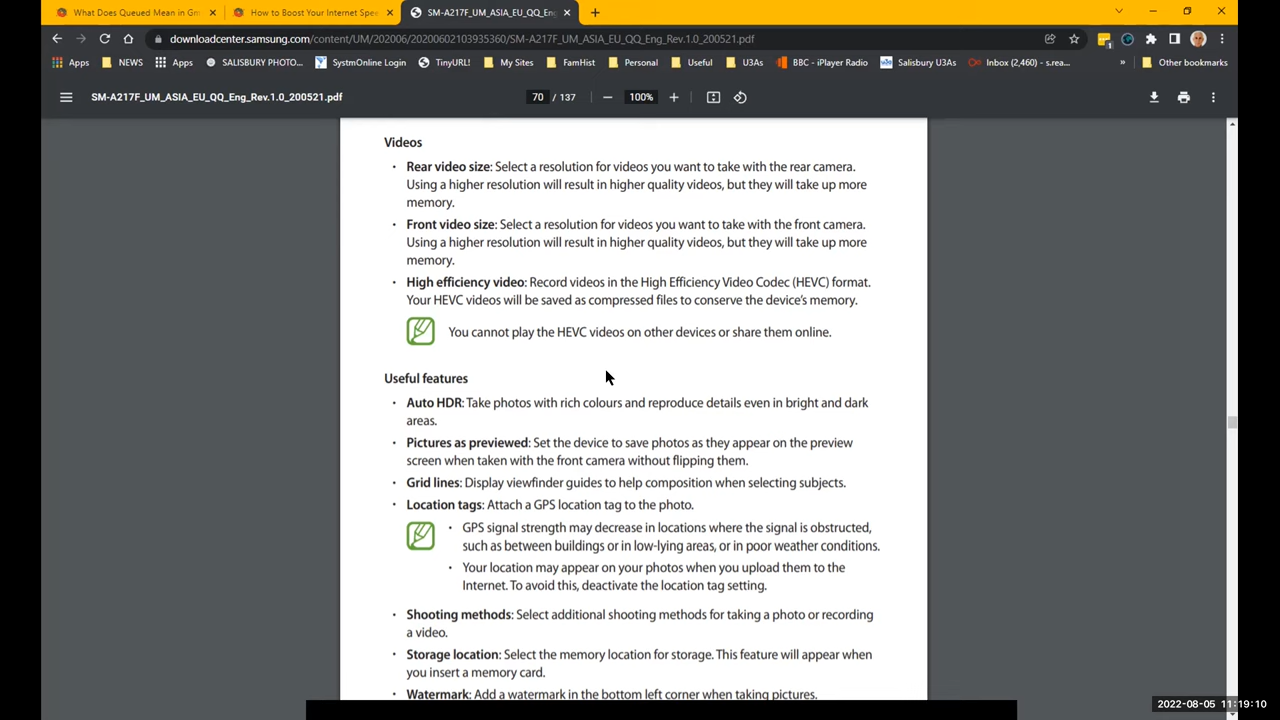 What Does Queued Mean in Gm
How to Boost Your Internet Spee
SM-A217F_UM_ASIA_EU_QQ_Eng
downloadcenter.samsung.com/content/UM/202006/20200602103935360/SM-A217F_UM_ASIA_EU_QQ_Eng_Rev.1.0_200521.pdf
1
Apps NEWS Apps SALISBURY PHOTO... SystmOnline Login TinyURL! My Sites FamHist Personal Useful U3As BBC - iPlayer Radio Salisbury U3As Inbox (2,460) - s.rea... » Other bookmarks
SM-A217F_UM_ASIA_EU_QQ_Eng_Rev.1.0_200521.pdf 70 / 137 100%
Videos
• Rear video size: Select a resolution for videos you want to take with the rear camera.
Using a higher resolution will result in higher quality videos, but they will take up more
memory.
• Front video size: Select a resolution for videos you want to take with the front camera.
Using a higher resolution will result in higher quality videos, but they will take up more
memory.
• High efficiency video: Record videos in the High Efficiency Video Codec (HEVC) format.
Your HEVC videos will be saved as compressed files to conserve the device's memory.
You cannot play the HEVC videos on other devices or share them online.
Useful features
• Auto HDR: Take photos with rich colours and reproduce details even in bright and dark
areas.
• Pictures as previewed: Set the device to save photos as they appear on the preview
screen when taken with the front camera without flipping them.
• Grid lines: Display viewfinder guides to help composition when selecting subjects.
• Location tags: Attach a GPS location tag to the photo.
• GPS signal strength may decrease in locations where the signal is obstructed,
such as between buildings or in low-lying areas, or in poor weather conditions.
• Your location may appear on your photos when you upload them to the
Internet. To avoid this, deactivate the location tag setting.
• Shooting methods: Select additional shooting methods for taking a photo or recording
a video.
• Storage location: Select the memory location for storage. This feature will appear when
you insert a memory card.
• Watermark: Add a watermark in the bottom left corner when taking pictures.
2022-08-05 11:19:10